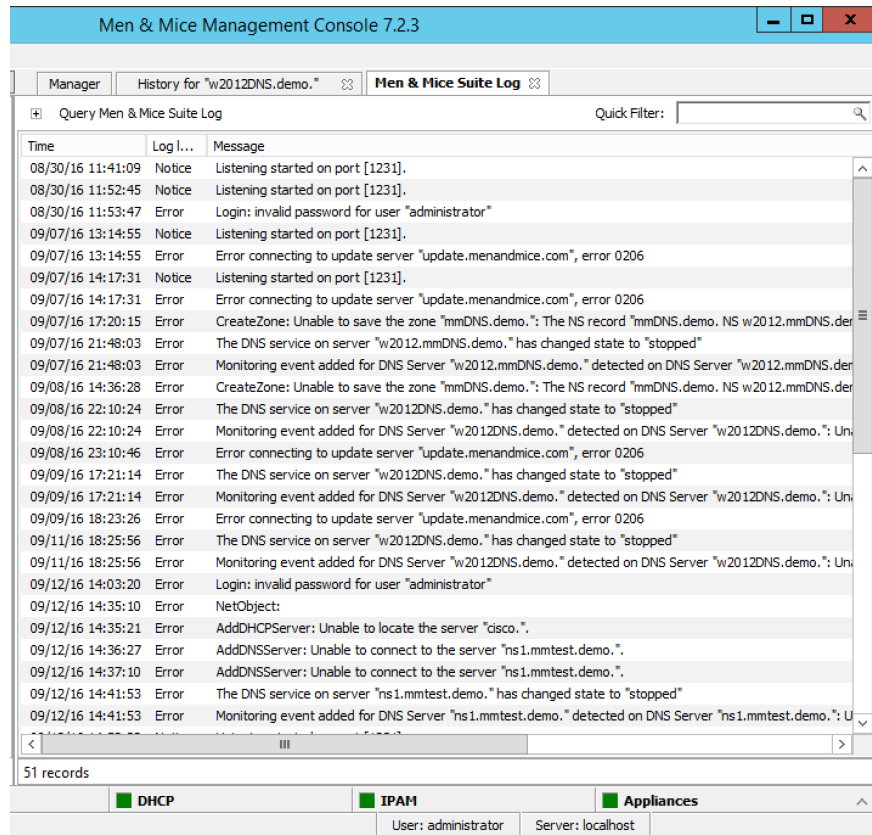 Men & Mice Management Console 7.2.3
Manager History for "w2012DNS.demo." Men & Mice Suite Log
Query Men & Mice Suite Log Quick Filter:
Time Log l... Message
08/30/16 11:41:09 Notice Listening started on port [1231].
08/30/16 11:52:45 Notice Listening started on port [1231].
08/30/16 11:53:47 Error Login: invalid password for user "administrator"
09/07/16 13:14:55 Notice Listening started on port [1231].
09/07/16 13:14:55 Error Error connecting to update server "update.menandmice.com", error 0206
09/07/16 14:17:31 Notice Listening started on port [1231].
09/07/16 14:17:31 Error Error connecting to update server "update.menandmice.com", error 0206
09/07/16 17:20:15 Error CreateZone: Unable to save the zone "mmDNS.demo.": The NS record "mmDNS.demo. NS w2012.mmDNS.der
09/07/16 21:48:03 Error The DNS service on server "w2012.mmDNS.demo." has changed state to "stopped"
09/07/16 21:48:03 Error Monitoring event added for DNS Server "w2012.mmDNS.demo." detected on DNS Server "w2012.mmDNS.der
09/08/16 14:36:28 Error CreateZone: Unable to save the zone "mmDNS.demo.": The NS record "mmDNS.demo. NS w2012.mmDNS.der
09/08/16 22:10:24 Error The DNS service on server "w2012DNS.demo." has changed state to "stopped"
09/08/16 22:10:24 Error Monitoring event added for DNS Server "w2012DNS.demo." detected on DNS Server "w2012DNS.demo.": Una
09/08/16 23:10:46 Error Error connecting to update server "update.menandmice.com", error 0206
09/09/16 17:21:14 Error The DNS service on server "w2012DNS.demo." has changed state to "stopped"
09/09/16 17:21:14 Error Monitoring event added for DNS Server "w2012DNS.demo." detected on DNS Server "w2012DNS.demo.": Una
09/09/16 18:23:26 Error Error connecting to update server "update.menandmice.com", error 0206
09/11/16 18:25:56 Error The DNS service on server "w2012DNS.demo." has changed state to "stopped"
09/11/16 18:25:56 Error Monitoring event added for DNS Server "w2012DNS.demo." detected on DNS Server "w2012DNS.demo.": Una
09/12/16 14:03:20 Error Login: invalid password for user "administrator"
09/12/16 14:35:10 Error NetObject:
09/12/16 14:35:21 Error AddDHCPServer: Unable to locate the server "cisco.".
09/12/16 14:36:27 Error AddDNSServer: Unable to connect to the server "ns1.mmtest.demo.".
09/12/16 14:37:10 Error AddDNSServer: Unable to connect to the server "ns1.mmtest.demo.".
09/12/16 14:41:53 Error The DNS service on server "ns1.mmtest.demo." has changed state to "stopped"
09/12/16 14:41:53 Error Monitoring event added for DNS Server "ns1.mmtest.demo." detected on DNS Server "ns1.mmtest.demo.": U
51 records
DHCP IPAM Appliances
User: administrator Server: localhost